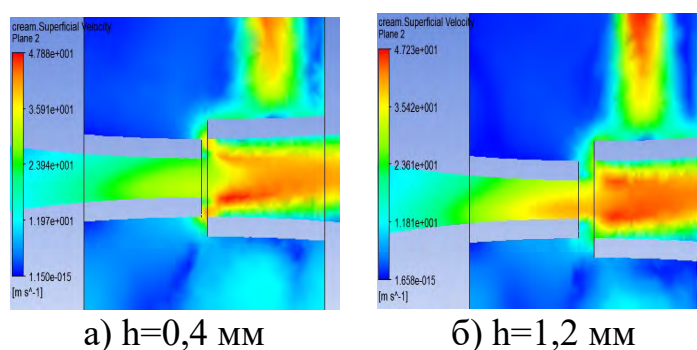 cream.Superficial Velocity
Plane 2
4.788e+001
3.591e+001
2.394e+001
1.197e+001
1.150e-015
[m s^-1]
cream.Superficial Velocity
Plane 2
4.723e+001
3.542e+001
2.361e+001
1.181e+001
1.658e-015
[m s^-1]
а) h=0,4 мм
б) h=1,2 мм